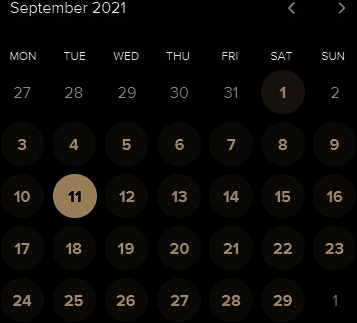 September 2021
MON TUE WED THU FRI SAT SUN
27 28 29 30 31 1 2
3 4 5 6 7 8 9
10 11 12 13 14 15 16
17 18 19 20 21 22 23
24 25 26 27 28 29 1